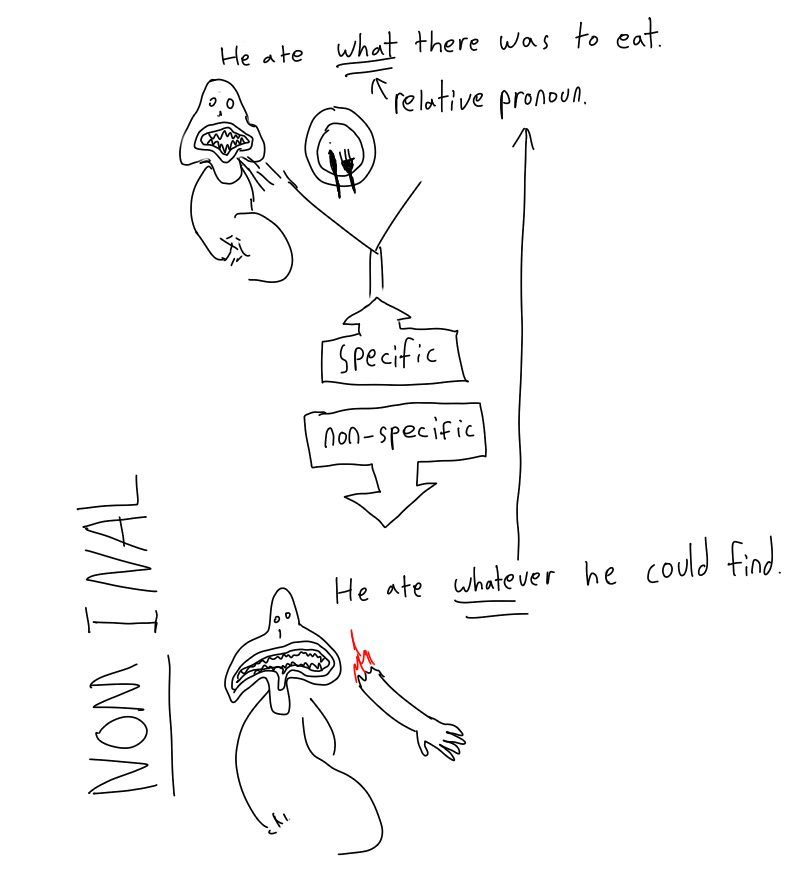 He ate what there was to eat.
relative pronoun.
specific
non-specific
He ate whatever he could find.
NOMINAL